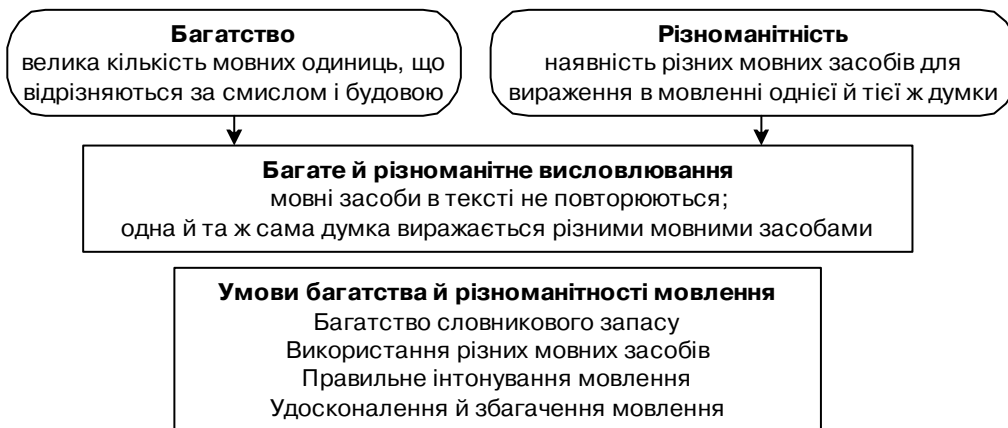 Багатство
велика кількість мовних одиниць, що
відрізняються за смислом і будовою
Різноманітність
наявність різних мовних засобів для
вираження в мовленні однієї й тієї ж думки
Багате й різноманітне висловлювання
мовні засоби в тексті не повторюються;
одна й та ж сама думка виражається різними мовними засобами
Умови багатства й різноманітності мовлення
Багатство словникового запасу
Використання різних мовних засобів
Правильне інтонування мовлення
Удосконалення й збагачення мовлення